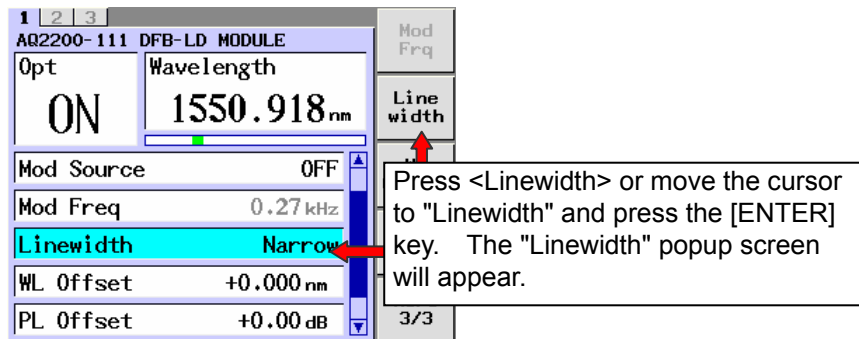 1 2 3
AQ2200-111 DFB-LD MODULE
Opt
ON
Wavelength
1550.918nm
Mod Source OFF
Mod Freq 0.27kHz
Linewidth Narrow
WL Offset +0.000nm
PL Offset +0.00dB
Mod
Frq
Line
width
3/3
Press <Linewidth> or move the cursor
to "Linewidth" and press the [ENTER]
key. The "Linewidth" popup screen
will appear.